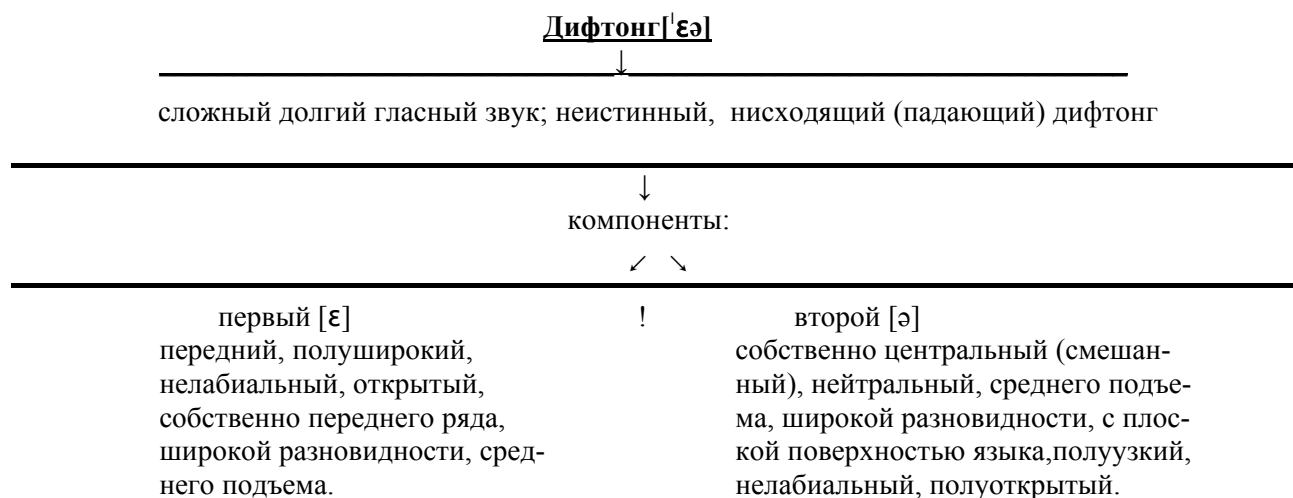 Дифтонг[ˈɛə]
↓
сложный долгий гласный звук; неистинный, нисходящий (падающий) дифтонг
↓
компоненты:
↙ ↘
первый [ɛ] ! второй [ə]
передний, полуширокий, собственно центральный (смешан-
нелабиальный, открытый, ный), нейтральный, среднего подъе-
собственно переднего ряда, ма, широкой разновидности, с плос-
широкой разновидности, сред- кой поверхностью языка,полуузкий,
него подъема. нелабиальный, полуоткрытый.